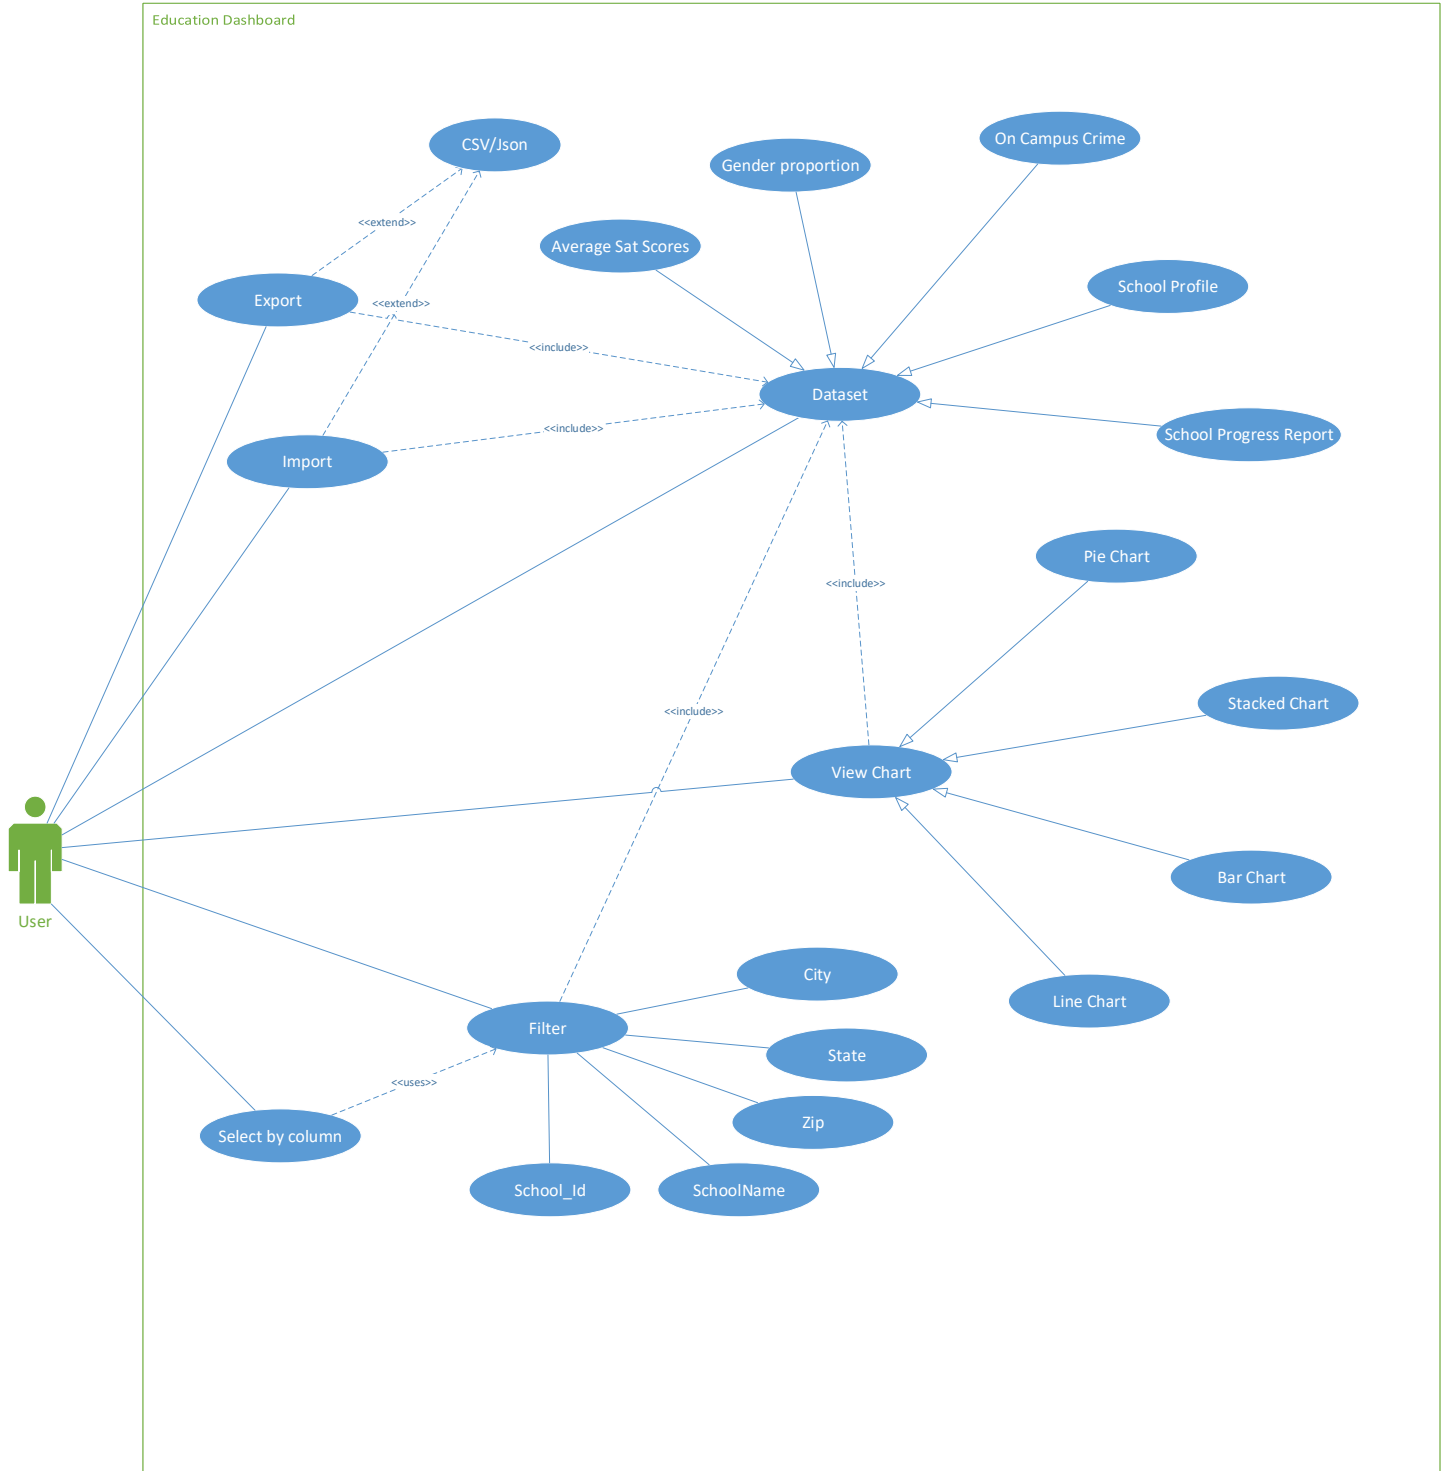 Education Dashboard
On Campus Crime
CSV/Json
Gender proportion
<<extend>>
Average Sat Scores
School Profile
Export
<<extend>>
<<include>>
Dataset
<<include>>
School Progress Report
Import
Pie Chart
<<include>>
Stacked Chart
<<include>>
View Chart
Bar Chart
User
City
Line Chart
Filter
State
<<uses>>
Zip
Select by column
School_Id
SchoolName